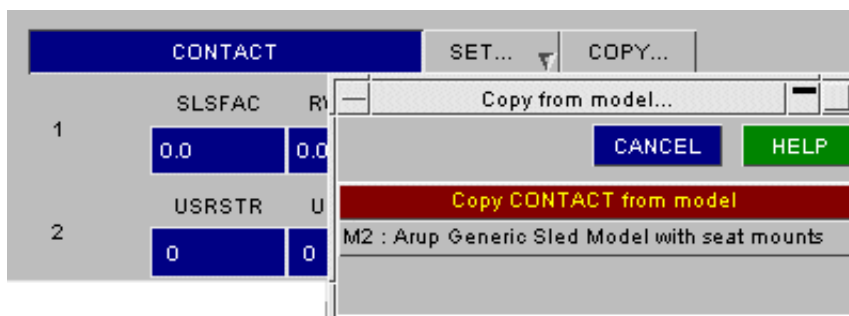 CONTACT SET... COPY...
SLSFAC Copy from model...
1
0.0 0.0 CANCEL HELP
USRSTR U Copy CONTACT from model
2 M2 : Arup Generic Sled Model with seat mounts
0 0